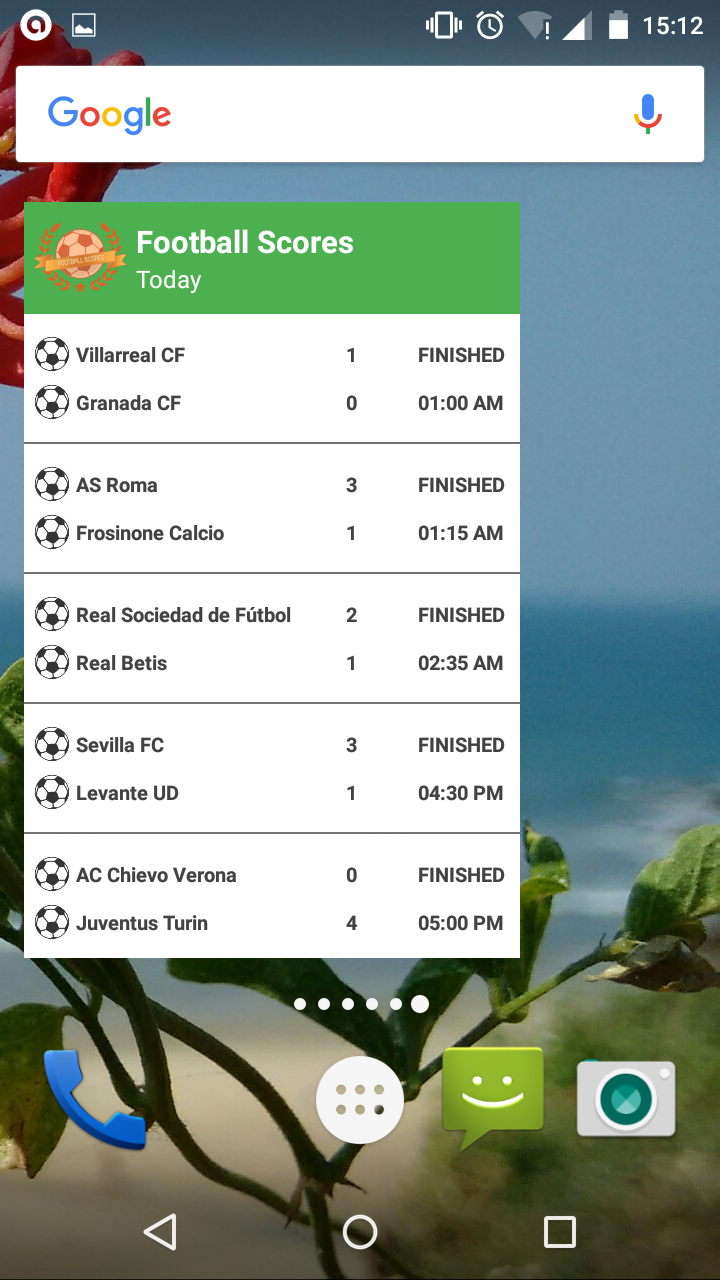 15:12
Google
FOOTBALL SCORES
Football Scores
Today
Villarreal CF 1 FINISHED
Granada CF 0 01:00 AM
AS Roma 3 FINISHED
Frosinone Calcio 1 01:15 AM
Real Sociedad de Fútbol 2 FINISHED
Real Betis 1 02:35 AM
Sevilla FC 3 FINISHED
Levante UD 1 04:30 PM
AC Chievo Verona 0 FINISHED
Juventus Turin 4 05:00 PM